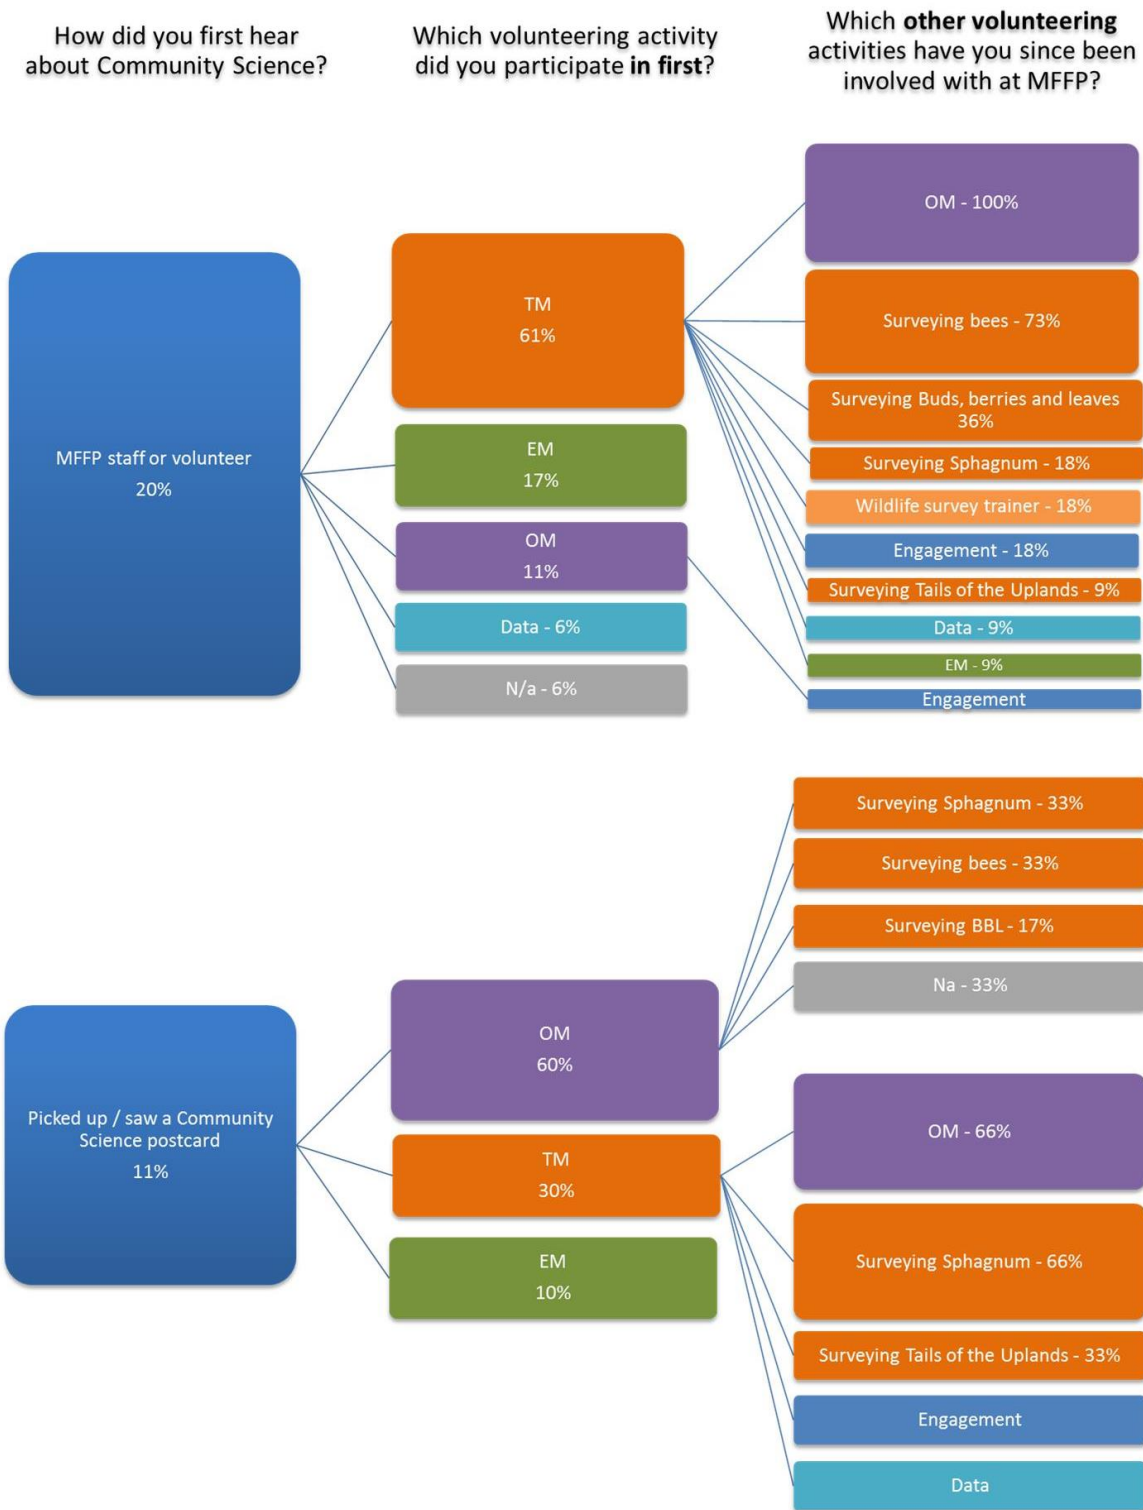 How did you first hear
about Community Science?
Which volunteering activity
did you participate in first?
Which other volunteering
activities have you since been
involved with at MFFP?
MFFP staff or volunteer
20%
TM
61%
EM
17%
OM
11%
Data - 6%
N/a - 6%
OM - 100%
Surveying bees - 73%
Surveying Buds, berries and leaves
36%
Surveying Sphagnum - 18%
Wildlife survey trainer - 18%
Engagement - 18%
Surveying Tails of the Uplands - 9%
Data - 9%
EM - 9%
Engagement
Picked up / saw a Community
Science postcard
11%
OM
60%
TM
30%
EM
10%
Surveying Sphagnum - 33%
Surveying bees - 33%
Surveying BBL - 17%
Na - 33%
OM - 66%
Surveying Sphagnum - 66%
Surveying Tails of the Uplands - 33%
Engagement
Data